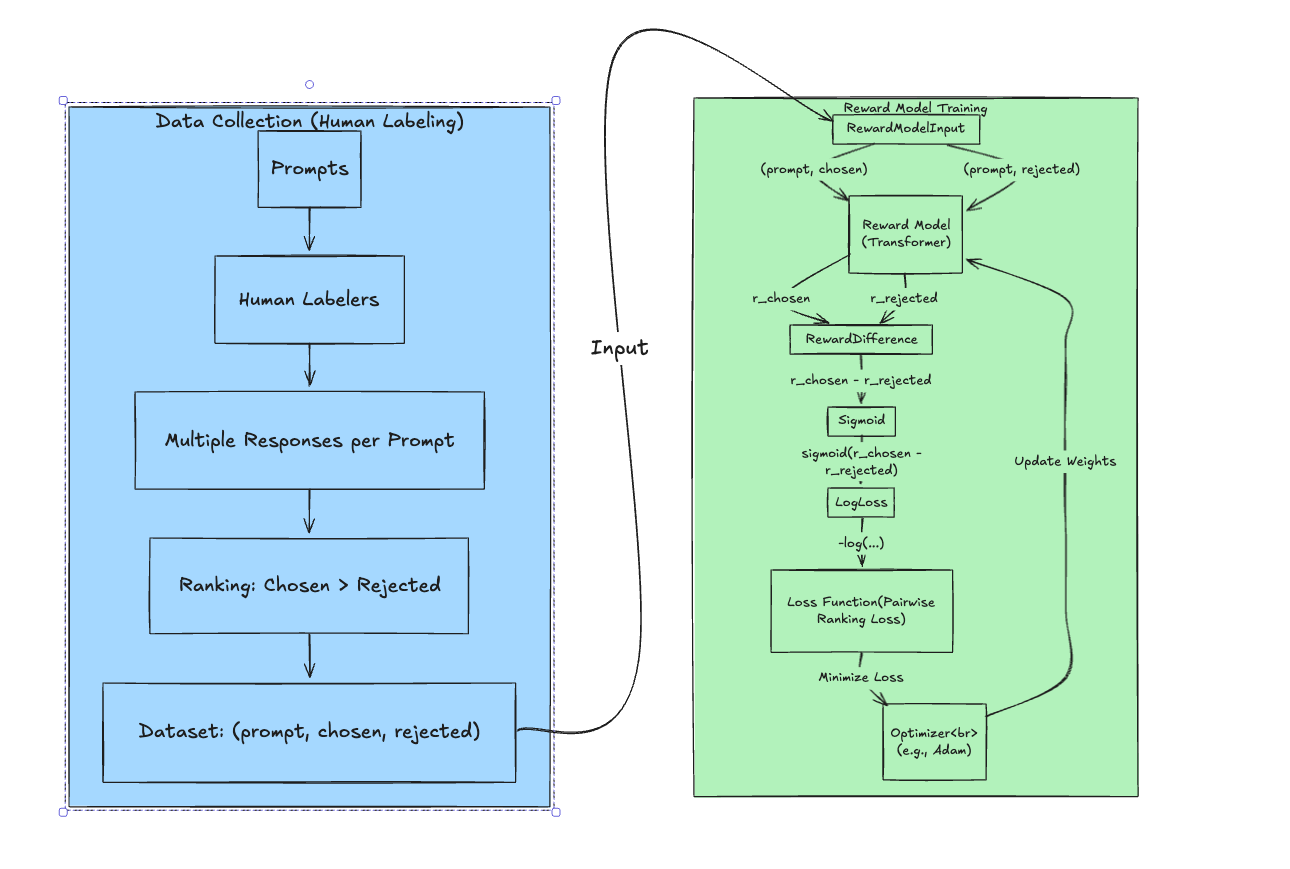 Data Collection (Human Labeling)
Prompts
Human Labelers
Multiple Responses per Prompt
Ranking: Chosen > Rejected
Dataset: (prompt, chosen, rejected)
Input
Reward Model Training
RewardModelInput
(prompt, chosen)
(prompt, rejected)
Reward Model
(Transformer)
r_chosen
r_rejected
RewardDifference
r_chosen - r_rejected
Sigmoid
sigmoid(r_chosen -
r_rejected)
LogLoss
-log(...)
Loss Function(Pairwise
Ranking Loss)
Minimize Loss
Optimizer<br>
(e.g., Adam)
Update Weights